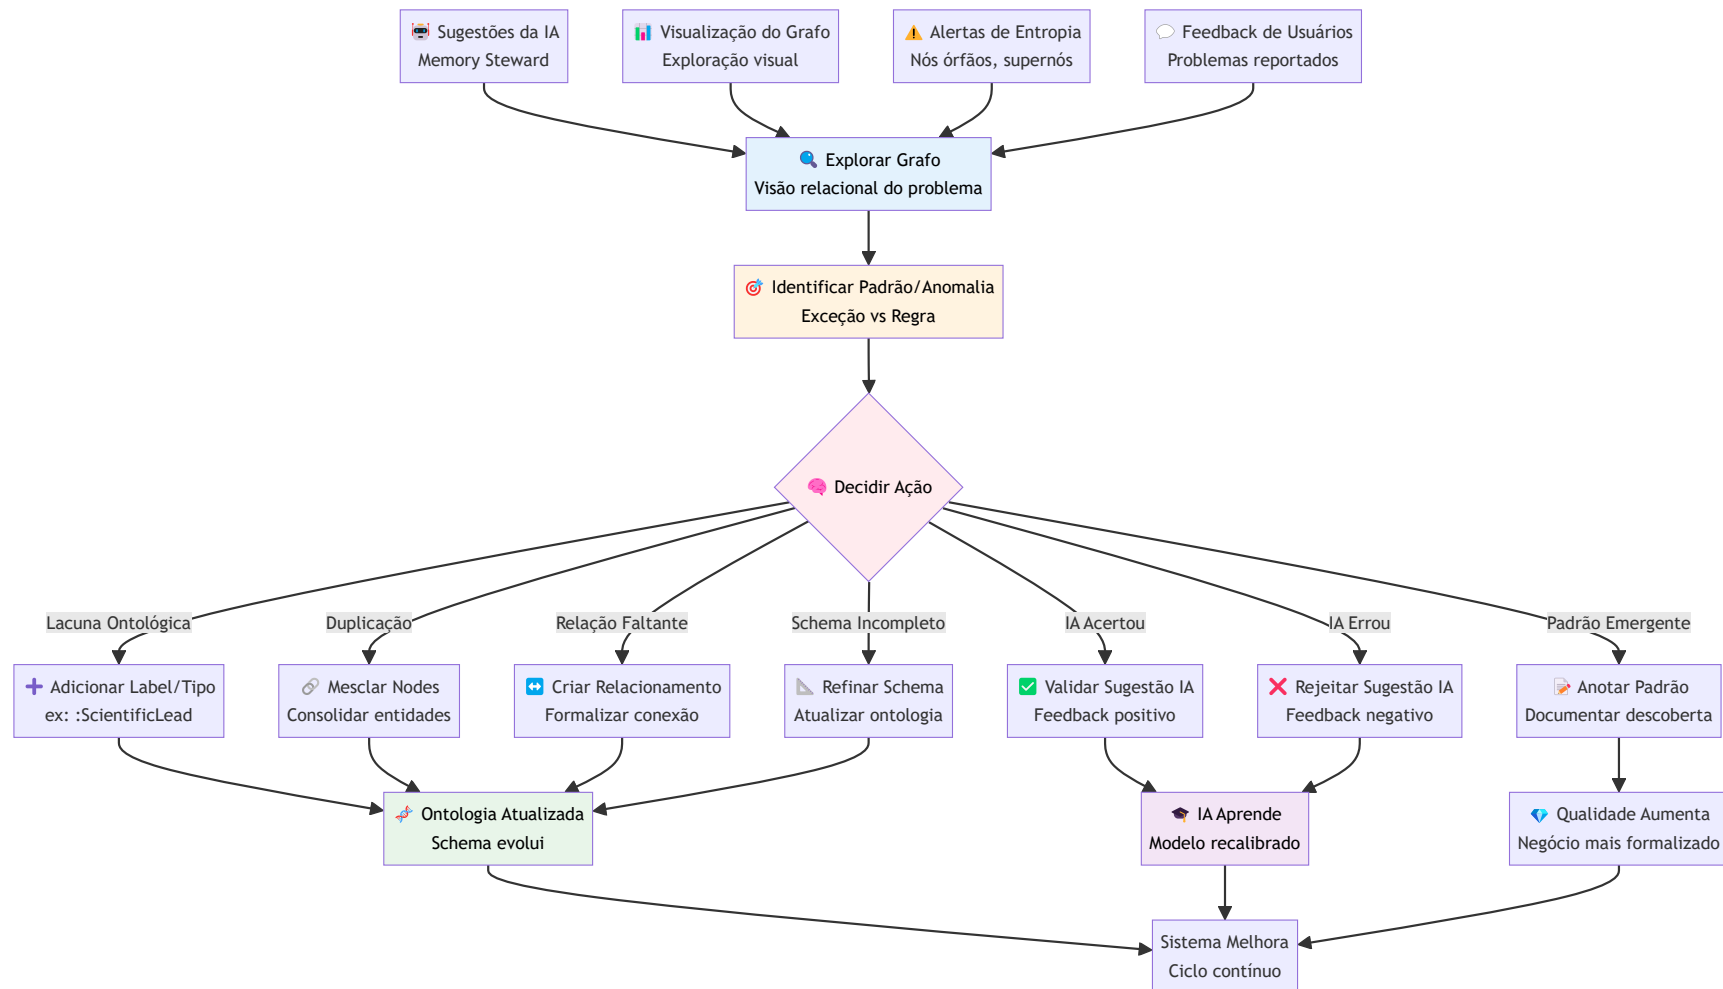 🤖 Sugestões da IA
Memory Steward
📊 Visualização do Grafo
Exploração visual
⚠️ Alertas de Entropia
Nós órfãos, supernós
💬 Feedback de Usuários
Problemas reportados
🔍 Explorar Grafo
Visão relacional do problema
🎯 Identificar Padrão/Anomalia
Exceção vs Regra
🧠 Decidir Ação
Lacuna Ontológica
Duplicação
Relação Faltante
Schema Incompleto
IA Acertou
IA Errou
Padrão Emergente
➕ Adicionar Label/Tipo
ex: :ScientificLead
🔗 Mesclar Nodes
Consolidar entidades
↔️ Criar Relacionamento
Formalizar conexão
📐 Refinar Schema
Atualizar ontologia
✅ Validar Sugestão IA
Feedback positivo
❌ Rejeitar Sugestão IA
Feedback negativo
📝 Anotar Padrão
Documentar descoberta
🧬 Ontologia Atualizada
Schema evolui
🎓 IA Aprende
Modelo recalibrado
💎 Qualidade Aumenta
Negócio mais formalizado
Sistema Melhora
Ciclo contínuo